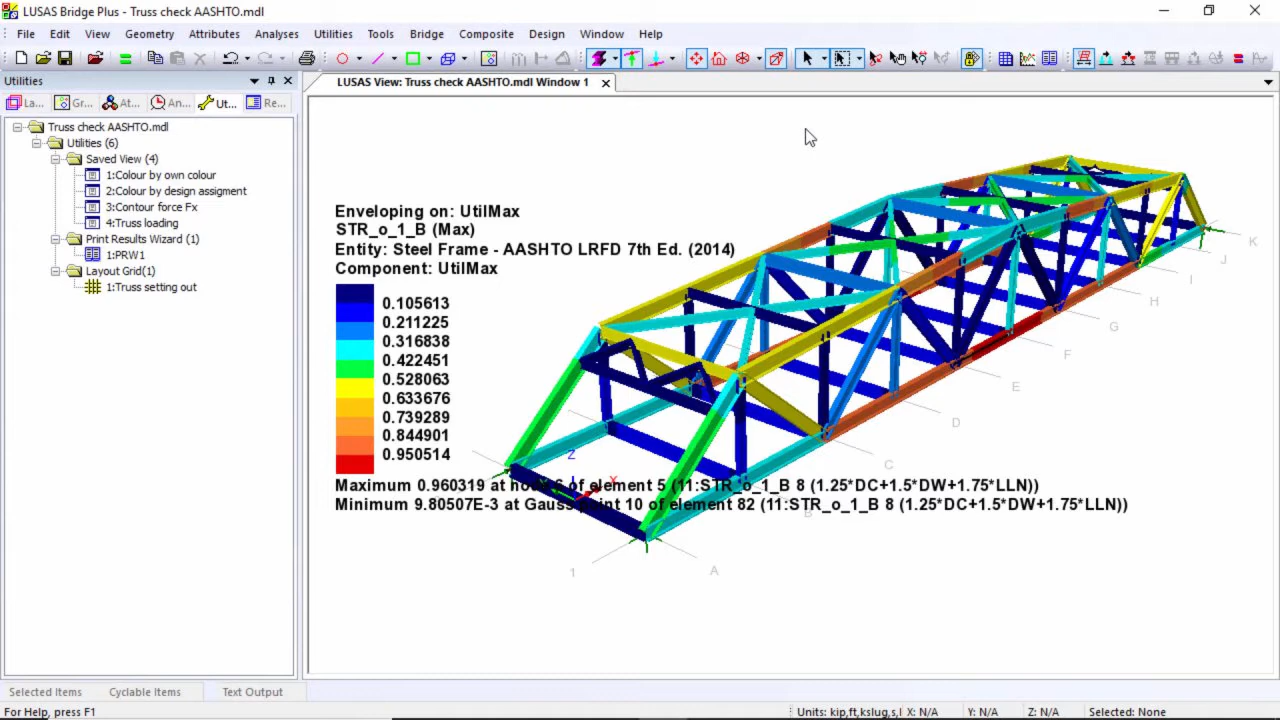 LUSAS Bridge Plus - Truss check AASHTO.mdl
File Edit View Geometry Attributes Analyses Utilities Tools Bridge Composite Design Window Help
Utilities
La... Gr... At... An... Ut... Re...
LUSAS View: Truss check AASHTO.mdl Window 1
Truss check AASHTO.mdl
Utilities (6)
Saved View (4)
1:Colour by own colour
2:Colour by design assigment
3:Contour force Fx
4:Truss loading
Print Results Wizard (1)
1:PRW1
Layout Grid(1)
1:Truss setting out
Enveloping on: UtilMax
STR_o_1_B (Max)
Entity: Steel Frame - AASHTO LRFD 7th Ed. (2014)
Component: UtilMax
0.105613
0.211225
0.316838
0.422451
0.528063
0.633676
0.739289
0.844901
0.950514
K
J
I
H
G
F
E
D
C
B
A
1
Z
X
Maximum 0.960319 at node 6 of element 5 (11:STR_o_1_B 8 (1.25*DC+1.5*DW+1.75*LLN))
Minimum 9.80507E-3 at Gauss point 10 of element 82 (11:STR_o_1_B 8 (1.25*DC+1.5*DW+1.75*LLN))
Selected Items Cyclable Items Text Output
For Help, press F1
Units: kip,ft,kslug,s, X: N/A Y: N/A Z: N/A Selected: None